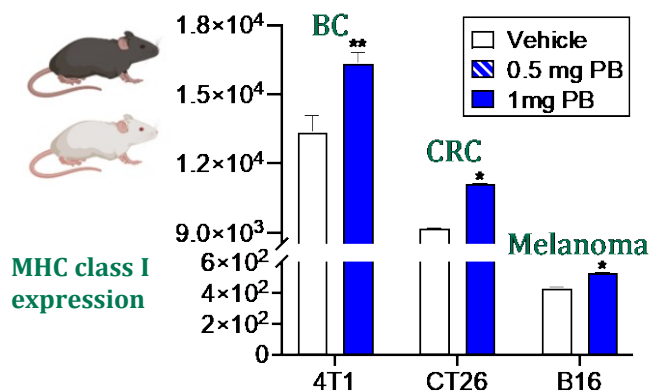 1.8×10⁴
1.5×10⁴
1.2×10⁴
9.0×10³
6×10²
4×10²
2×10²
0
MHC class I
expression
BC
**
CRC
*
Melanoma
*
Vehicle
0.5 mg PB
1mg PB
4T1
CT26
B16